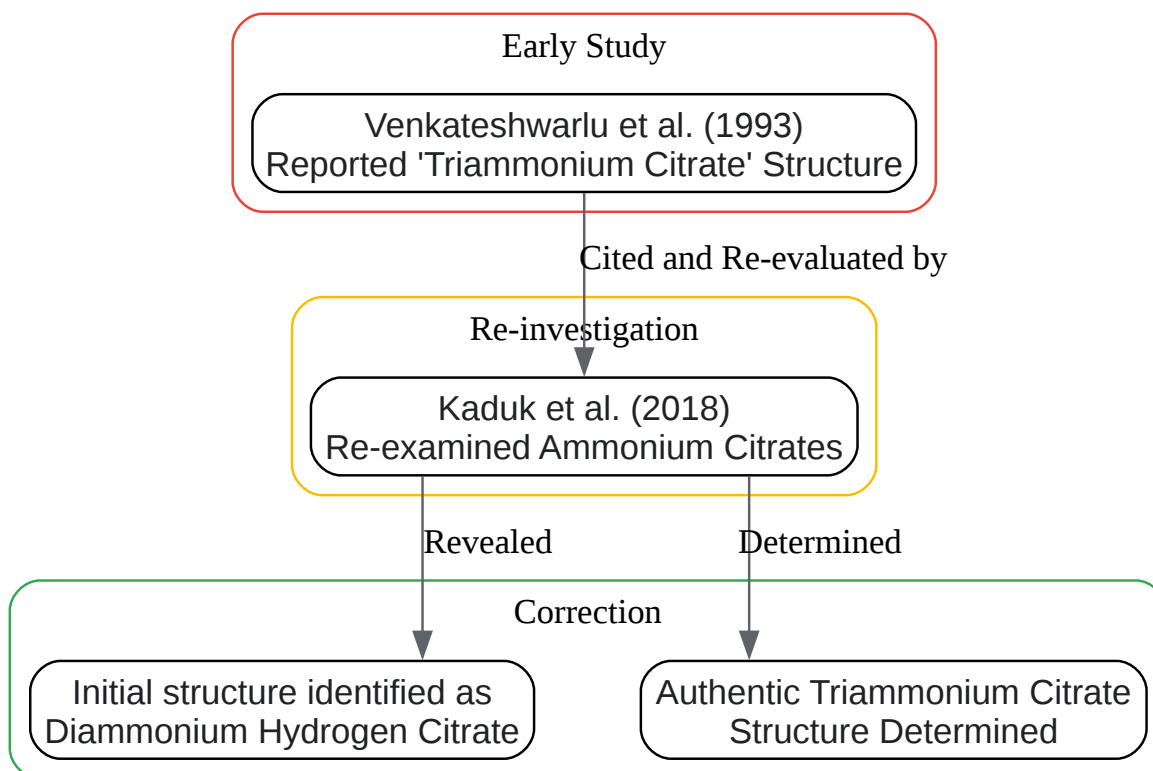 Early Study
Venkateshwarlu et al. (1993)
Reported 'Triammonium Citrate' Structure
Cited and Re-evaluated by
Re-investigation
Kaduk et al. (2018)
Re-examined Ammonium Citrates
Revealed
Determined
Correction
Initial structure identified as
Diammonium Hydrogen Citrate
Authentic Triammonium Citrate
Structure Determined